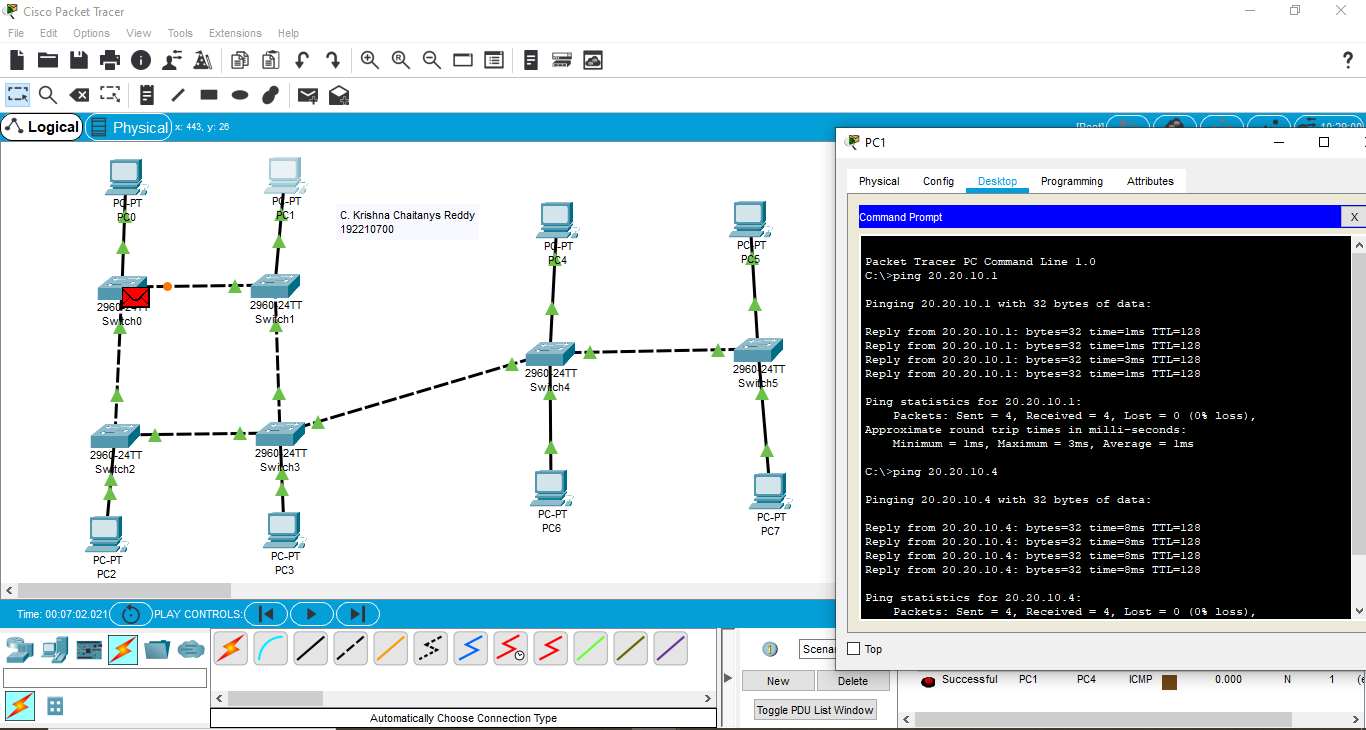 Cisco Packet Tracer
File Edit Options View Tools Extensions Help
Logical
Physical
x: 443, y: 26
[Root]
10:29:00
PC-PT
PC0
PC-PT
PC1
C. Krishna Chaitanys Reddy
192210700
PC-PT
PC4
PC-PT
PC5
2960-24TT
Switch0
2960-24TT
Switch1
2960-24TT
Switch4
2960-24TT
Switch5
2960-24TT
Switch2
2960-24TT
Switch3
PC-PT
PC6
PC-PT
PC7
PC-PT
PC2
PC-PT
PC3
PC1
Physical Config Desktop Programming Attributes
Command Prompt
X
Packet Tracer PC Command Line 1.0
C:\>ping 20.20.10.1
Pinging 20.20.10.1 with 32 bytes of data:
Reply from 20.20.10.1: bytes=32 time=1ms TTL=128
Reply from 20.20.10.1: bytes=32 time=1ms TTL=128
Reply from 20.20.10.1: bytes=32 time=3ms TTL=128
Reply from 20.20.10.1: bytes=32 time=1ms TTL=128
Ping statistics for 20.20.10.1:
Packets: Sent = 4, Received = 4, Lost = 0 (0% loss),
Approximate round trip times in milli-seconds:
Minimum = 1ms, Maximum = 3ms, Average = 1ms
C:\>ping 20.20.10.4
Pinging 20.20.10.4 with 32 bytes of data:
Reply from 20.20.10.4: bytes=32 time=8ms TTL=128
Reply from 20.20.10.4: bytes=32 time=8ms TTL=128
Reply from 20.20.10.4: bytes=32 time=8ms TTL=128
Reply from 20.20.10.4: bytes=32 time=8ms TTL=128
Ping statistics for 20.20.10.4:
Packets: Sent = 4, Received = 4, Lost = 0 (0% loss),
Top
Time: 00:07:02.021
PLAY CONTROLS:
Scenar
New
Delete
Toggle PDU List Window
Successful PC1 PC4 ICMP 0.000 N 1 (e
Automatically Choose Connection Type